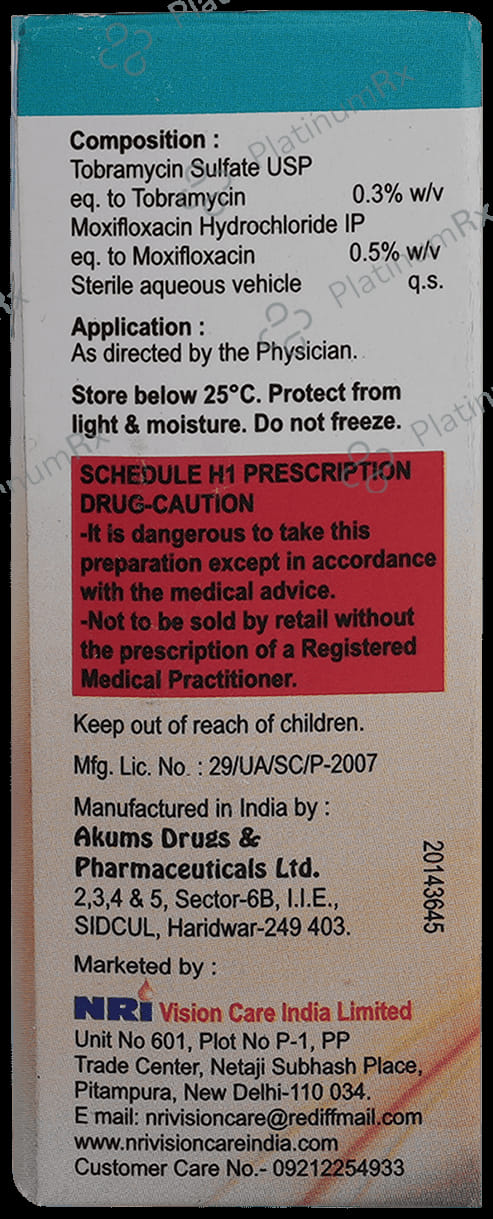 Composition :
Tobramycin Sulfate USP
eq. to Tobramycin 0.3% w/v
Moxifloxacin Hydrochloride IP
eq. to Moxifloxacin 0.5% w/v
Sterile aqueous vehicle q.s.
Application :
As directed by the Physician.
Store below 25°C. Protect from
light & moisture. Do not freeze.
SCHEDULE H1 PRESCRIPTION
DRUG-CAUTION
-It is dangerous to take this
preparation except in accordance
with the medical advice.
-Not to be sold by retail without
the prescription of a Registered
Medical Practitioner.
Keep out of reach of children.
Mfg. Lic. No. : 29/UA/SC/P-2007
Manufactured in India by :
Akums Drugs &
Pharmaceuticals Ltd.
2,3,4 & 5, Sector-6B, I.I.E.,
SIDCUL, Haridwar-249 403.
20143645
Marketed by :
NRI Vision Care India Limited
Unit No 601, Plot No P-1, PP
Trade Center, Netaji Subhash Place,
Pitampura, New Delhi-110 034.
E mail: nrivisioncare@rediffmail.com
www.nrivisioncareindia.com
Customer Care No.- 09212254933
PlatinumRx
PlatinumRx